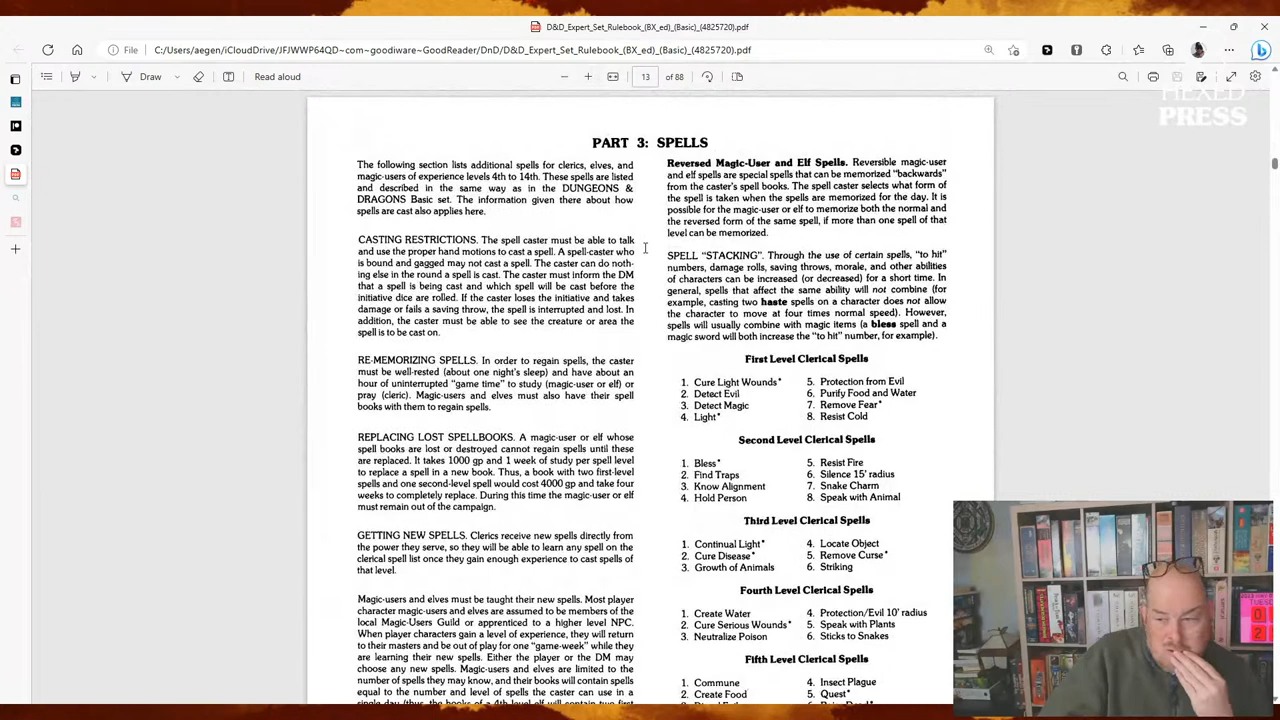 D&D_Expert_Set_Rulebook_(BX_ed)_(Basic)_(4825720).pdf
File
C:/Users/aegen/iCloudDrive/JFJWWP64QD~com~goodiware~GoodReader/DnD/D&D_Expert_Set_Rulebook_(BX_ed)_(Basic)_(4825720).pdf
Draw
Read aloud
13
of 88
HEXED
PRESS
PART 3: SPELLS
The following section lists additional spells for clerics, elves, and
magic-users of experience levels 4th to 14th. These spells are listed
and described in the same way as in the DUNGEONS &
DRAGONS Basic set. The information given there about how
spells are cast also applies here.
CASTING RESTRICTIONS. The spell caster must be able to talk
and use the proper hand motions to cast a spell. A spell-caster who
is bound and gagged may not cast a spell. The caster can do noth-
ing else in the round a spell is cast. The caster must inform the DM
that a spell is being cast and which spell will be cast before the
initiative dice are rolled. If the caster loses the initiative and takes
damage or fails a saving throw, the spell is interrupted and lost. In
addition, the caster must be able to see the creature or area the
spell is to be cast on.
RE-MEMORIZING SPELLS. In order to regain spells, the caster
must be well-rested (about one night's sleep) and have about an
hour of uninterrupted "game time" to study (magic-user or elf) or
pray (cleric). Magic-users and elves must also have their spell
books with them to regain spells.
REPLACING LOST SPELLBOOKS. A magic-user or elf whose
spell books are lost or destroyed cannot regain spells until these
are replaced. It takes 1000 gp and 1 week of study per spell level
to replace a spell in a new book. Thus, a book with two first-level
spells and one second-level spell would cost 4000 gp and take four
weeks to completely replace. During this time the magic-user or elf
must remain out of the campaign.
GETTING NEW SPELLS. Clerics receive new spells directly from
the power they serve, so they will be able to learn any spell on the
clerical spell list once they gain enough experience to cast spells of
that level.
Magic-users and elves must be taught their new spells. Most player
character magic-users and elves are assumed to be members of the
local Magic-Users Guild or apprenticed to a higher level NPC.
When player characters gain a level of experience, they will return
to their masters and be out of play for one "game-week" while they
are learning their new spells. Either the player or the DM may
choose any new spells. Magic-users and elves are limited to the
number of spells they may know, and their books will contain spells
equal to the number and level of spells the caster can use in a
single day (thus, the books of a 4th level elf will contain two first
Reversed Magic-User and Elf Spells. Reversible magic-user
and elf spells are special spells that can be memorized "backwards"
from the caster's spell books. The spell caster selects what form of
the spell is taken when the spells are memorized for the day. It is
possible for the magic-user or elf to memorize both the normal and
the reversed form of the same spell, if more than one spell of that
level can be memorized.
SPELL "STACKING". Through the use of certain spells, "to hit"
numbers, damage rolls, saving throws, morale, and other abilities
of characters can be increased (or decreased) for a short time. In
general, spells that affect the same ability will not combine (for
example, casting two haste spells on a character does not allow
the character to move at four times normal speed). However,
spells will usually combine with magic items (a bless spell and a
magic sword will both increase the "to hit" number, for example).
First Level Clerical Spells
1. Cure Light Wounds*
2. Detect Evil
3. Detect Magic
4. Light*
5. Protection from Evil
6. Purify Food and Water
7. Remove Fear*
8. Resist Cold
Second Level Clerical Spells
1. Bless*
2. Find Traps
3. Know Alignment
4. Hold Person
5. Resist Fire
6. Silence 15' radius
7. Snake Charm
8. Speak with Animal
Third Level Clerical Spells
1. Continual Light*
2. Cure Disease*
3. Growth of Animals
4. Locate Object
5. Remove Curse*
6. Striking
Fourth Level Clerical Spells
1. Create Water
2. Cure Serious Wounds*
3. Neutralize Poison
4. Protection/Evil 10' radius
5. Speak with Plants
6. Sticks to Snakes
Fifth Level Clerical Spells
1. Commune
2. Create Food
4. Insect Plague
5. Quest*